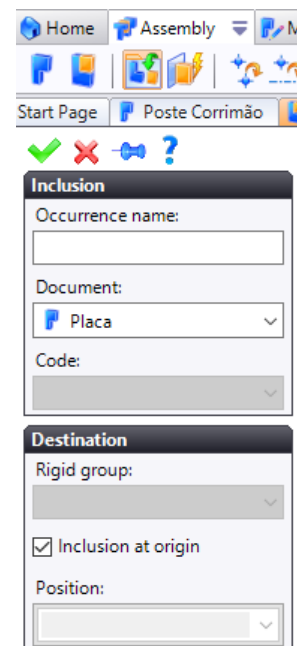 Home Assembly M
Start Page Poste Corrimão
?
Inclusion
Occurrence name:
Document:
Placa
Code:
Destination
Rigid group:
Inclusion at origin
Position: